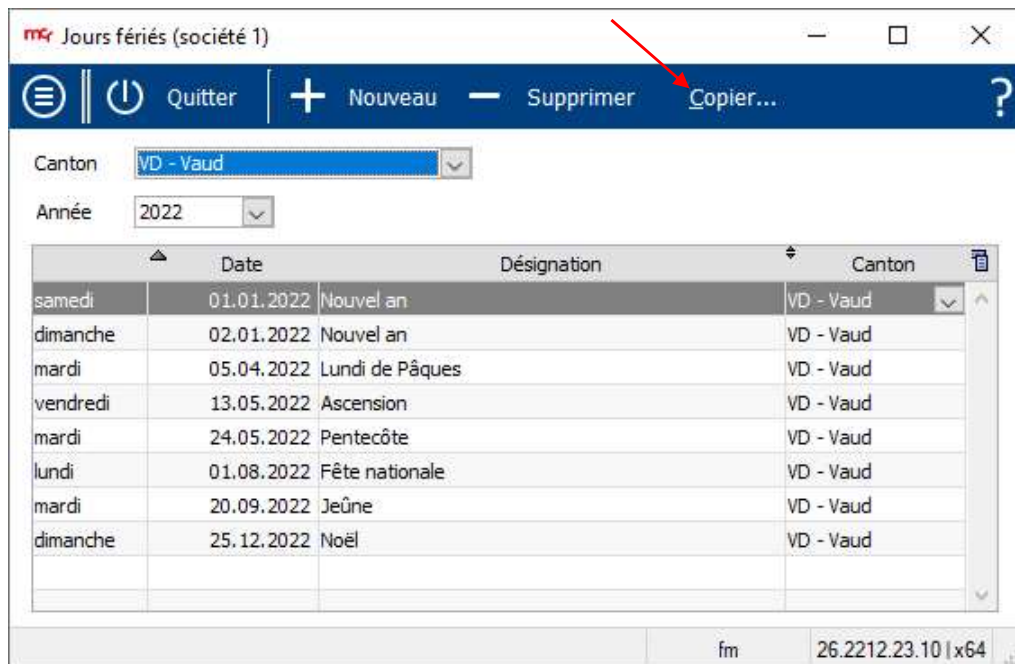 mcr Jours fériés (société 1)
Quitter Nouveau Supprimer Copier... ?
Canton VD - Vaud
Année 2022
Date Désignation Canton
samedi 01.01.2022 Nouvel an VD - Vaud
dimanche 02.01.2022 Nouvel an VD - Vaud
mardi 05.04.2022 Lundi de Pâques VD - Vaud
vendredi 13.05.2022 Ascension VD - Vaud
mardi 24.05.2022 Pentecôte VD - Vaud
lundi 01.08.2022 Fête nationale VD - Vaud
mardi 20.09.2022 Jeûne VD - Vaud
dimanche 25.12.2022 Noël VD - Vaud
fm 26.2212.23.10 | x64